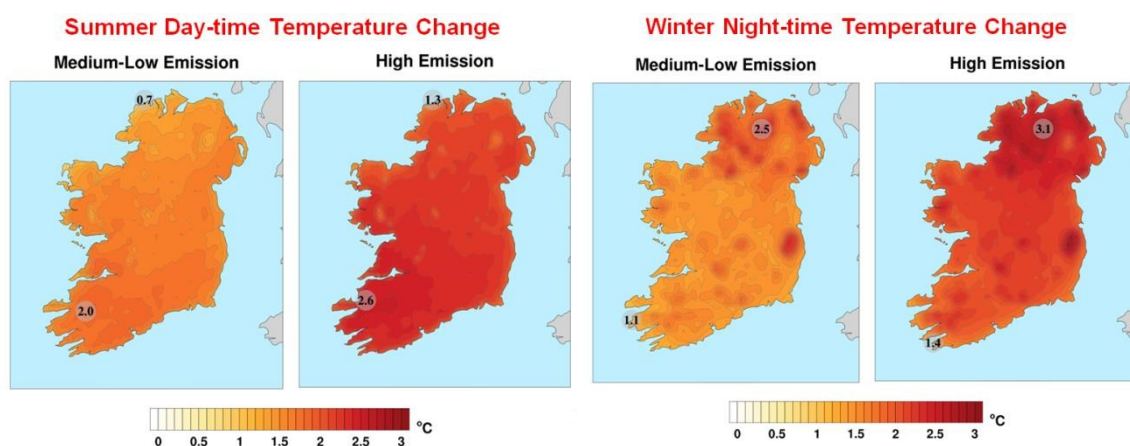 Summer Day-time Temperature Change
Medium-Low Emission
High Emission
0.7
2.0
1.3
2.6
0 0.5 1 1.5 2 2.5 3 °C
Winter Night-time Temperature Change
Medium-Low Emission
High Emission
2.5
1.1
3.1
1.4
0 0.5 1 1.5 2 2.5 3 °C